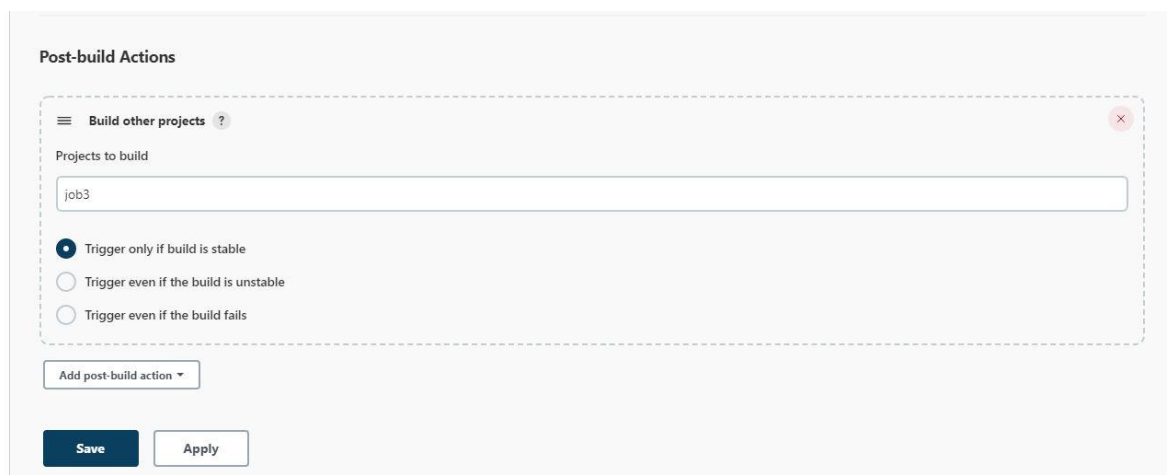 Post-build Actions
Build other projects ?
Projects to build
job3
Trigger only if build is stable
Trigger even if the build is unstable
Trigger even if the build fails
Add post-build action
Save Apply